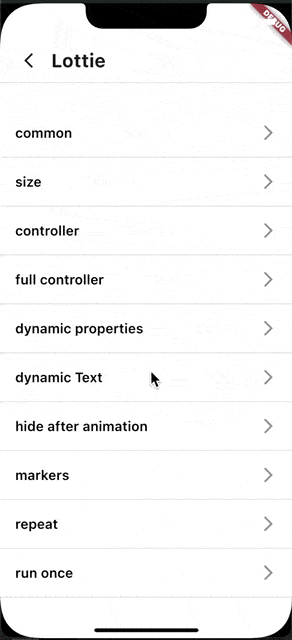 DEBUG
Lottie
common
size
controller
full controller
dynamic properties
dynamic Text
hide after animation
markers
repeat
run once